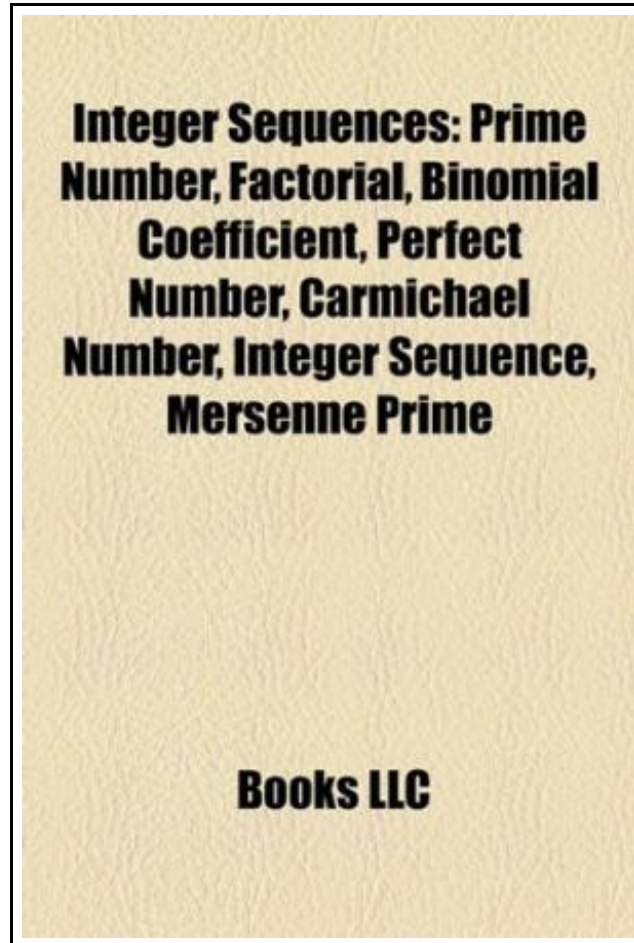 Integer Sequences: Prime
Number, Factorial, Binomial
Coefficient, Perfect
Number, Carmichael
Number, Integer Sequence,
Mersenne Prime
Books LLC